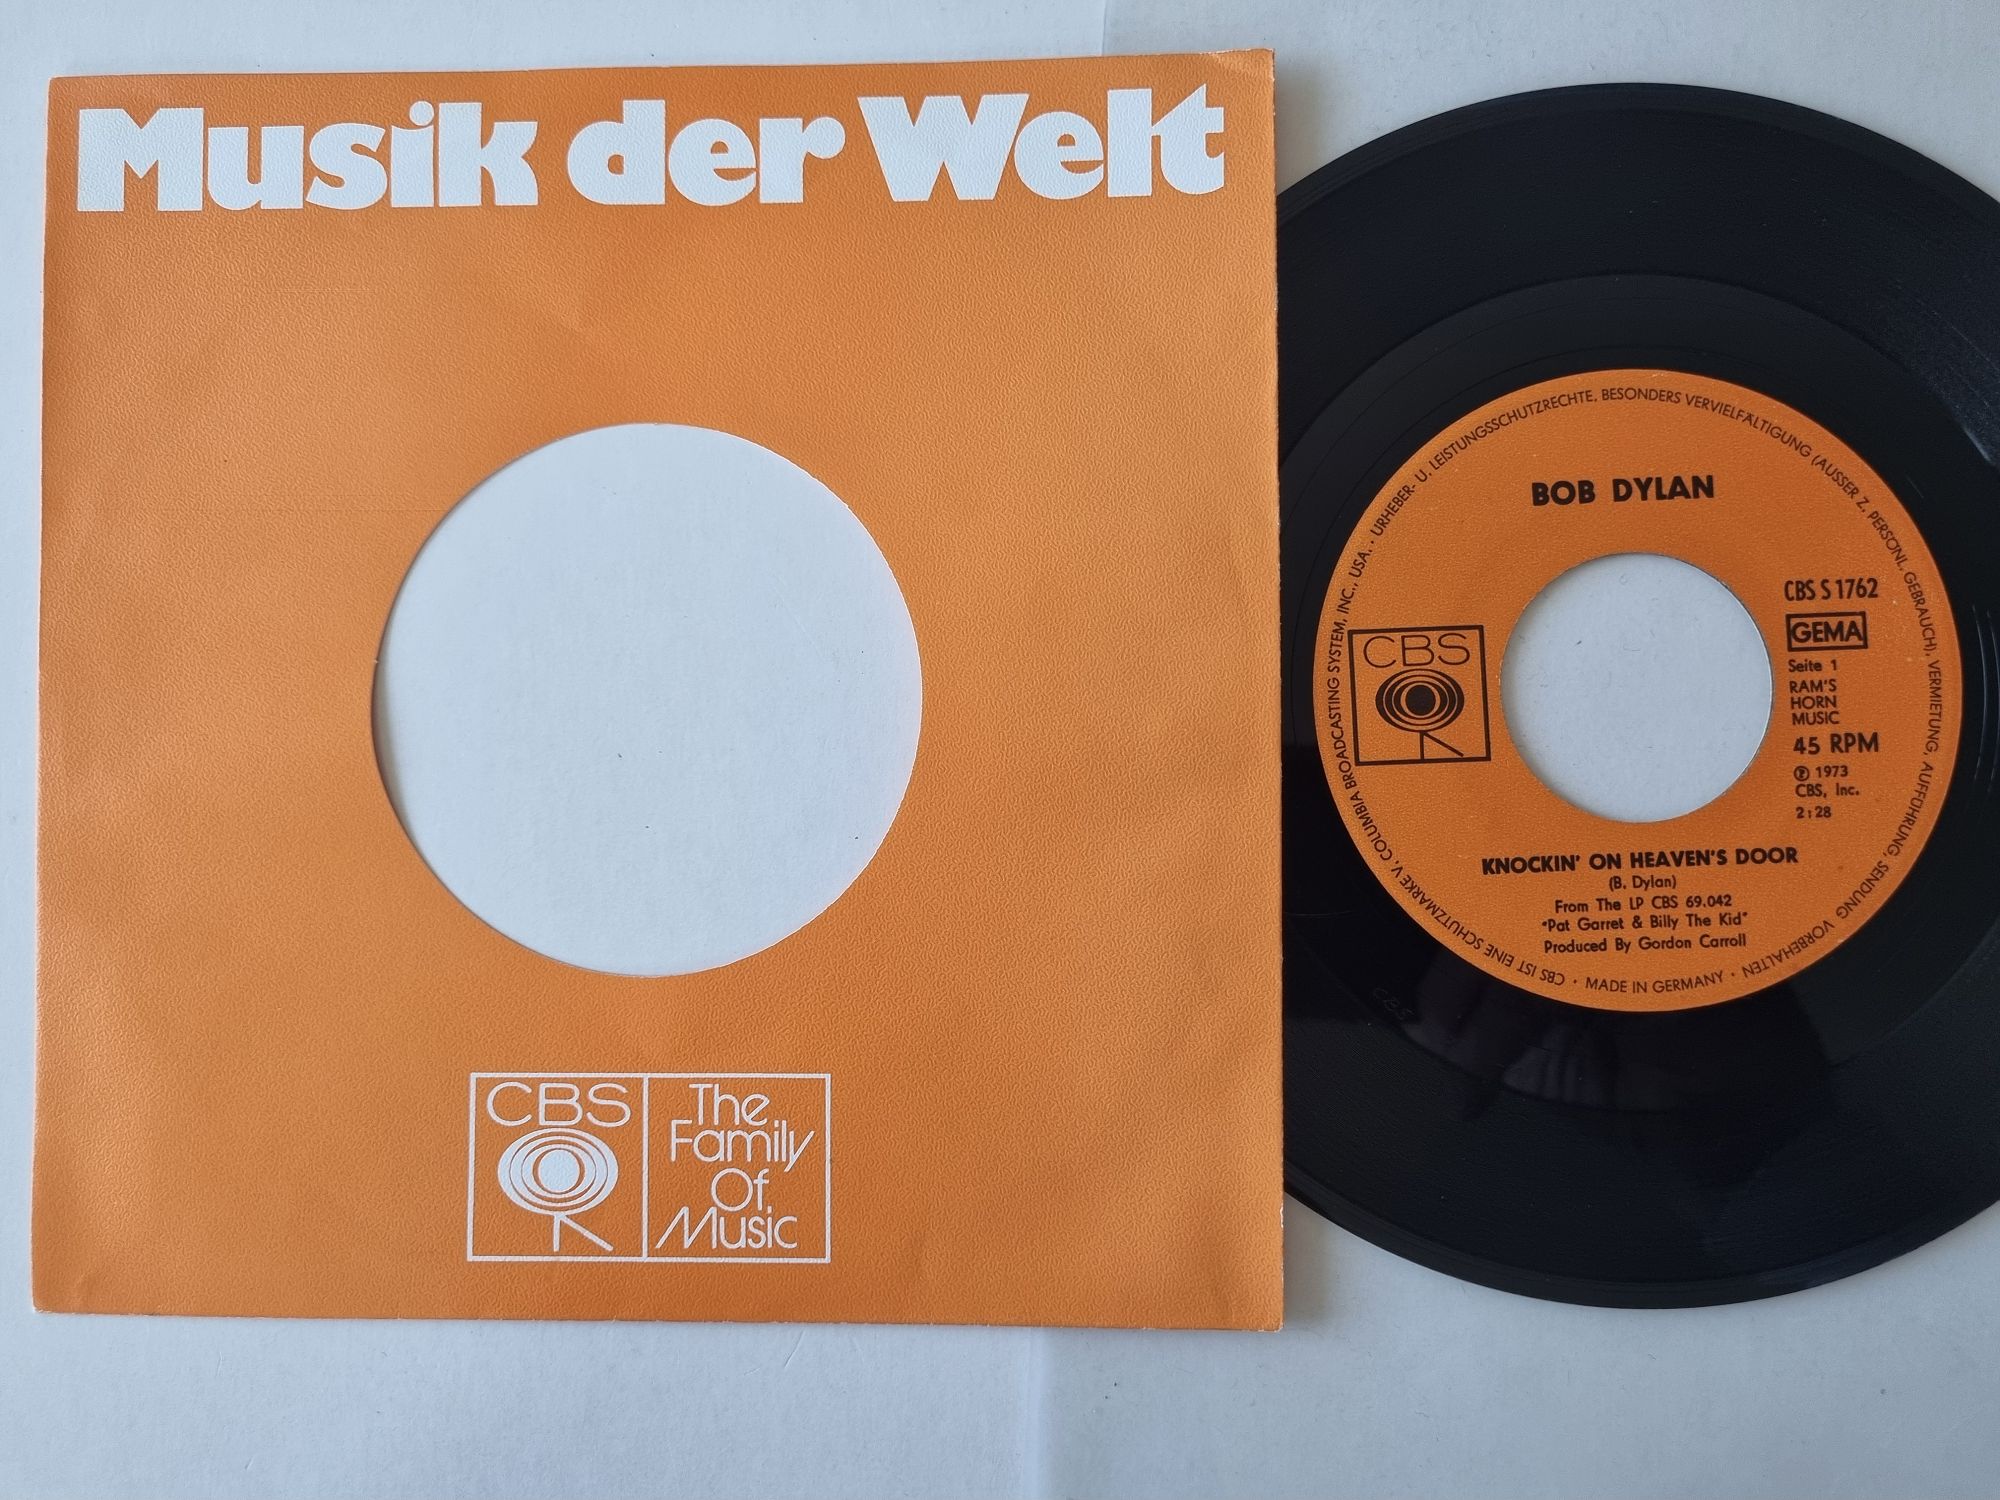 Musik der Welt
CBS
The
Family
Of
Music
BOB DYLAN
CBS S 1762
GEMA
Seite 1
RAM'S
HORN
MUSIC
45 RPM
℗ 1973
CBS, Inc.
2:28
CBS
KNOCKIN' ON HEAVEN'S DOOR
(B. Dylan)
From The LP CBS 69.042
"Pat Garret & Billy The Kid"
Produced By Gordon Carroll
CBS IST EINE SCHUTZMARKE V. COLUMBIA BROADCASTING SYSTEM, INC., USA. · URHEBER- U. LEISTUNGSSCHUTZRECHTE, BESONDERS VERVIELFÄLTIGUNG (AUSSER Z. PERSÖNL. GEBRAUCH), VERMIETUNG, AUFFÜHRUNG, SENDUNG VORBEHALTEN · MADE IN GERMANY ·
CBS